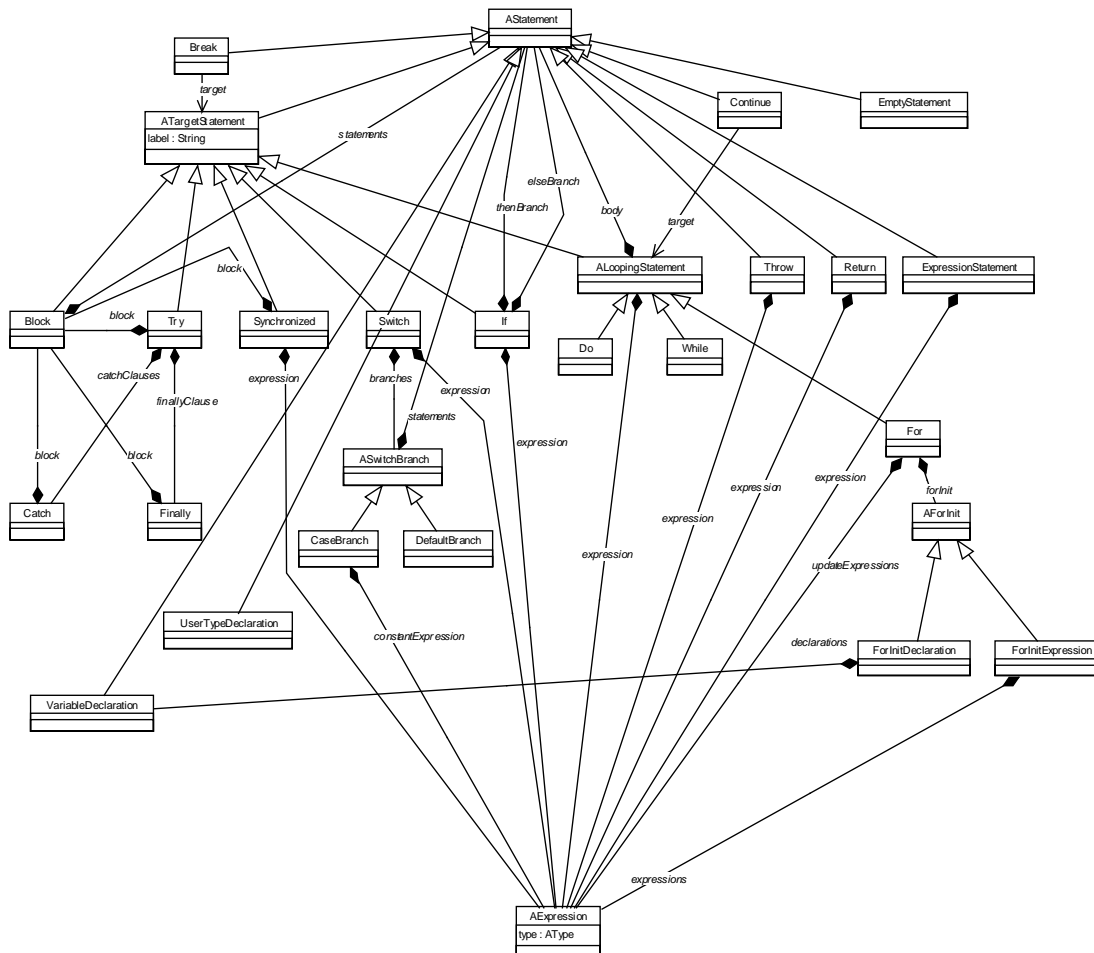 AStatement
Break
target
Continue
EmptyStatement
ATargetStatement
label : String
statements
elseBranch
thenBranch
body
target
block
ALoopingStatement
Throw
Return
ExpressionStatement
Block
block
Try
Synchronized
Switch
If
Do
While
catchClauses
expression
branches
expression
finallyClause
statements
For
block
block
expression
ASwitchBranch
expression
expression
forInit
Catch
Finally
AForInit
expression
CaseBranch
DefaultBranch
expression
updateExpressions
UserTypeDeclaration
constantExpression
declarations
ForInitDeclaration
ForInitExpression
VariableDeclaration
expressions
AExpression
type : AType